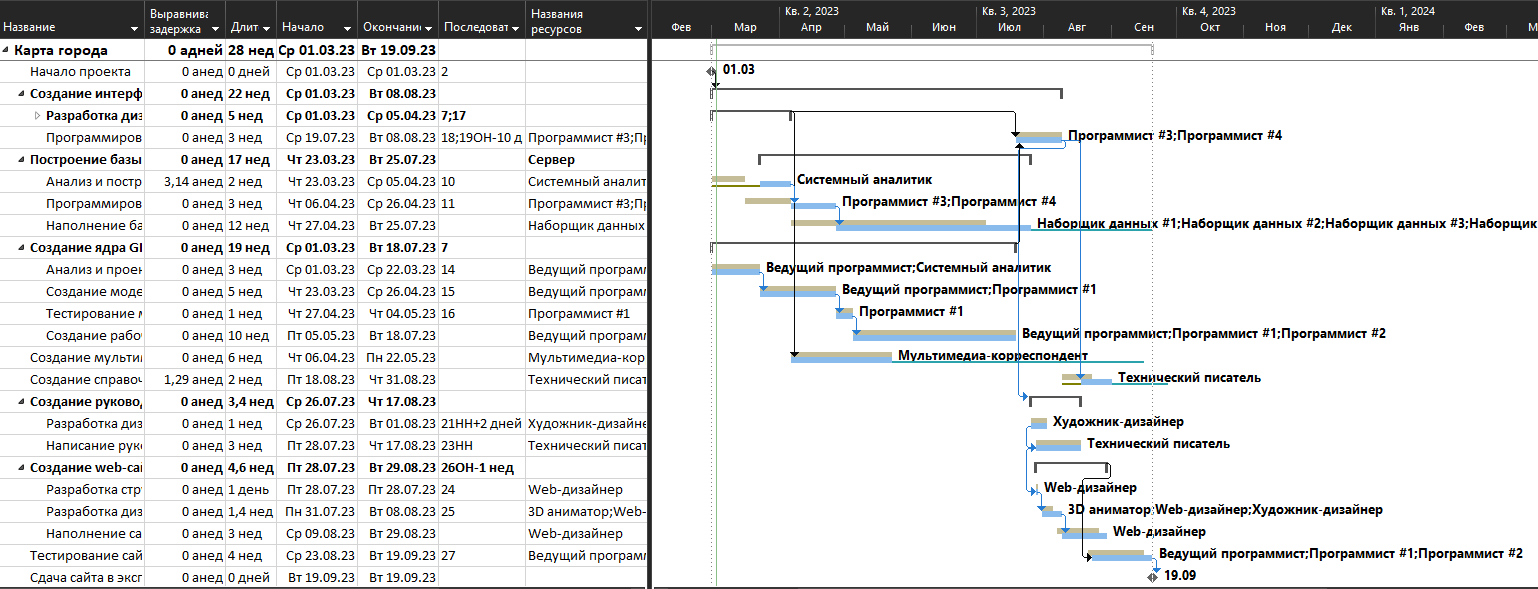 Название Выравнива задержка Длит Начало Окончани Последоват Названия ресурсов
Кв. 2, 2023 Кв. 3, 2023 Кв. 4, 2023 Кв. 1, 2024
Фев Мар Апр Май Июн Июл Авг Сен Окт Ноя Дек Янв Фев М
Карта города 0 адней 28 нед Ср 01.03.23 Вт 19.09.23
Начало проекта 0 анед 0 дней Ср 01.03.23 Ср 01.03.23 2 01.03
Создание интерф 0 анед 22 нед Ср 01.03.23 Вт 08.08.23
Разработка диз 0 анед 5 нед Ср 01.03.23 Ср 05.04.23 7;17
Программиров 0 анед 3 нед Ср 19.07.23 Вт 08.08.23 18;19ОН-10 д Программист #3;Пр Программист #3;Программист #4
Построение базы 0 анед 17 нед Чт 23.03.23 Вт 25.07.23 Сервер
Анализ и постр 3,14 анед 2 нед Чт 23.03.23 Ср 05.04.23 10 Системный аналит Системный аналитик
Программиров 0 анед 3 нед Чт 06.04.23 Ср 26.04.23 11 Программист #3;Пр Программист #3;Программист #4
Наполнение ба 0 анед 12 нед Чт 27.04.23 Вт 25.07.23 Наборщик данных Наборщик данных #1;Наборщик данных #2;Наборщик данных #3;Наборщик
Создание ядра GI 0 анед 19 нед Ср 01.03.23 Вт 18.07.23 7
Анализ и проек 0 анед 3 нед Ср 01.03.23 Ср 22.03.23 14 Ведущий програм Ведущий программист;Системный аналитик
Создание моде 0 анед 5 нед Чт 23.03.23 Ср 26.04.23 15 Ведущий програм Ведущий программист;Программист #1
Тестирование 0 анед 1 нед Чт 27.04.23 Чт 04.05.23 16 Программист #1 Программист #1
Создание рабо 0 анед 10 нед Пт 05.05.23 Вт 18.07.23 Ведущий програм Ведущий программист;Программист #1;Программист #2
Создание мульти 0 анед 6 нед Чт 06.04.23 Пн 22.05.23 Мультимедиа-кор Мультимедиа-корреспондент
Создание справоч 1,29 анед 2 нед Пт 18.08.23 Чт 31.08.23 Технический писат Технический писатель
Создание руково 0 анед 3,4 нед Ср 26.07.23 Чт 17.08.23
Разработка диз 0 анед 1 нед Ср 26.07.23 Вт 01.08.23 21НН+2 дней Художник-дизайне Художник-дизайнер
Написание рук 0 анед 3 нед Пт 28.07.23 Чт 17.08.23 23НН Технический писат Технический писатель
Создание web-са 0 анед 4,6 нед Пт 28.07.23 Вт 29.08.23 26ОН-1 нед
Разработка стр 0 анед 1 день Пт 28.07.23 Пт 28.07.23 24 Web-дизайнер Web-дизайнер
Разработка диз 0 анед 1,4 нед Пн 31.07.23 Вт 08.08.23 25 3D аниматор;Web- 3D аниматор;Web-дизайнер;Художник-дизайнер
Наполнение са 0 анед 3 нед Ср 09.08.23 Вт 29.08.23 Web-дизайнер Web-дизайнер
Тестирование сай 0 анед 4 нед Ср 23.08.23 Вт 19.09.23 27 Ведущий програм Ведущий программист;Программист #1;Программист #2
Сдача сайта в эксп 0 анед 0 дней Вт 19.09.23 Вт 19.09.23 19.09